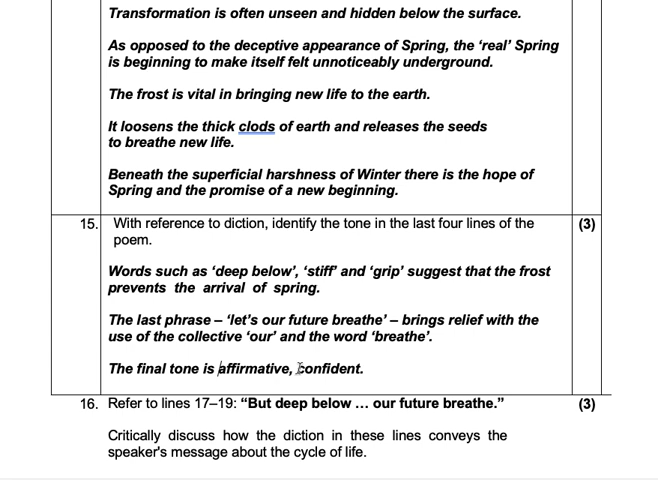 Transformation is often unseen and hidden below the surface.
As opposed to the deceptive appearance of Spring, the ‘real’ Spring
is beginning to make itself felt unnoticeably underground.
The frost is vital in bringing new life to the earth.
It loosens the thick clods of earth and releases the seeds
to breathe new life.
Beneath the superficial harshness of Winter there is the hope of
Spring and the promise of a new beginning.
15. With reference to diction, identify the tone in the last four lines of the (3)
poem.
Words such as ‘deep below’, ‘stiff’ and ‘grip’ suggest that the frost
prevents the arrival of spring.
The last phrase – ‘let’s our future breathe’ – brings relief with the
use of the collective ‘our’ and the word ‘breathe’.
The final tone is affirmative, confident.
16. Refer to lines 17–19: “But deep below … our future breathe.” (3)
Critically discuss how the diction in these lines conveys the
speaker's message about the cycle of life.